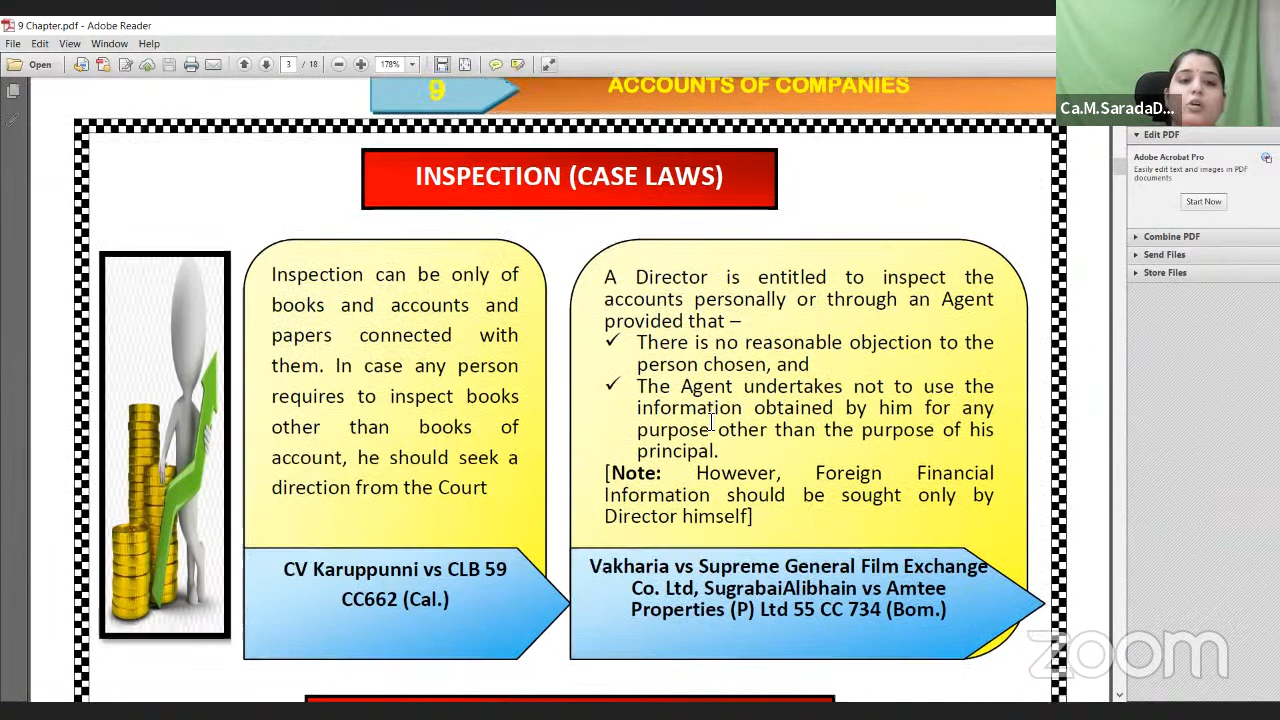 9 Chapter.pdf - Adobe Reader
File Edit View Window Help
Open 3 / 18 178%
9
ACCOUNTS OF COMPANIES
Ca.M.SaradaD...
INSPECTION (CASE LAWS)
Inspection can be only of
books and accounts and
papers connected with
them. In case any person
requires to inspect books
other than books of
account, he should seek a
direction from the Court
CV Karuppunni vs CLB 59
CC662 (Cal.)
A Director is entitled to inspect the
accounts personally or through an Agent
provided that –
✓ There is no reasonable objection to the
person chosen, and
✓ The Agent undertakes not to use the
information obtained by him for any
purpose other than the purpose of his
principal.
[Note: However, Foreign Financial
Information should be sought only by
Director himself]
Vakharia vs Supreme General Film Exchange
Co. Ltd, SugrabaiAlibhain vs Amtee
Properties (P) Ltd 55 CC 734 (Bom.)
Edit PDF
Adobe Acrobat Pro
Easily edit text and images in PDF
documents
Start Now
Combine PDF
Send Files
Store Files
zoom